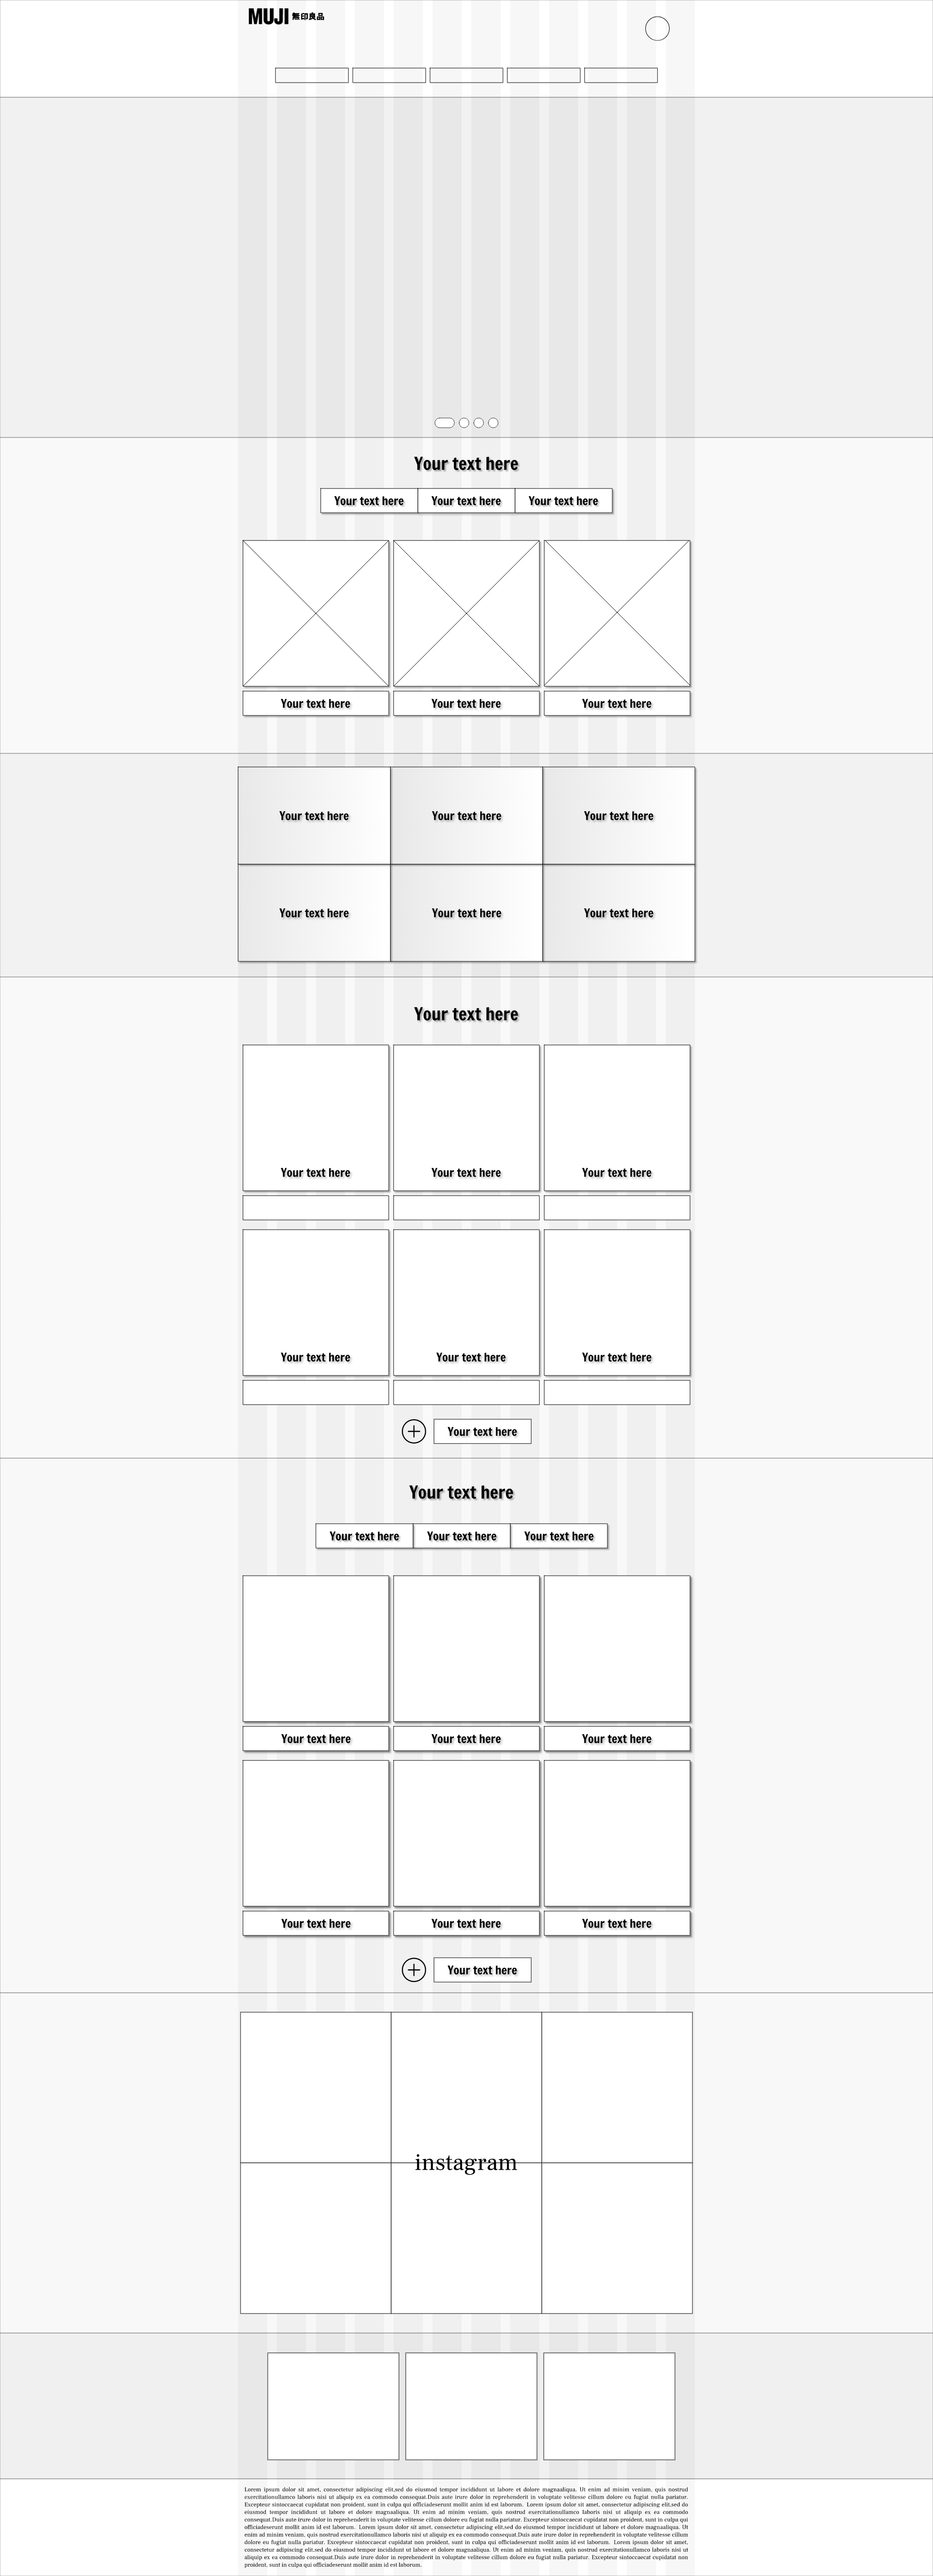 MUJI 無印良品
Your text here
Your text here Your text here Your text here
Your text here Your text here Your text here
Your text here Your text here Your text here
Your text here Your text here Your text here
Your text here
Your text here Your text here Your text here
Your text here Your text here Your text here
Your text here
Your text here
Your text here Your text here Your text here
Your text here Your text here Your text here
Your text here Your text here Your text here
Your text here
instagram
Lorem ipsum dolor sit amet, consectetur adipiscing elit,sed do eiusmod tempor incididunt ut labore et dolore magnaaliqua. Ut enim ad minim veniam, quis nostrud
exercitationullamco laboris nisi ut aliquip ex ea commodo consequat.Duis aute irure dolor in reprehenderit in voluptate velitesse cillum dolore eu fugiat nulla pariatur.
Excepteur sintoccaecat cupidatat non proident, sunt in culpa qui officiadeserunt mollit anim id est laborum.  Lorem ipsum dolor sit amet, consectetur adipiscing elit,sed do
eiusmod tempor incididunt ut labore et dolore magnaaliqua. Ut enim ad minim veniam, quis nostrud exercitationullamco laboris nisi ut aliquip ex ea commodo
consequat.Duis aute irure dolor in reprehenderit in voluptate velitesse cillum dolore eu fugiat nulla pariatur. Excepteur sintoccaecat cupidatat non proident, sunt in culpa qui
officiadeserunt mollit anim id est laborum.  Lorem ipsum dolor sit amet, consectetur adipiscing elit,sed do eiusmod tempor incididunt ut labore et dolore magnaaliqua. Ut
enim ad minim veniam, quis nostrud exercitationullamco laboris nisi ut aliquip ex ea commodo consequat.Duis aute irure dolor in reprehenderit in voluptate velitesse cillum
dolore eu fugiat nulla pariatur. Excepteur sintoccaecat cupidatat non proident, sunt in culpa qui officiadeserunt mollit anim id est laborum.  Lorem ipsum dolor sit amet,
consectetur adipiscing elit,sed do eiusmod tempor incididunt ut labore et dolore magnaaliqua. Ut enim ad minim veniam, quis nostrud exercitationullamco laboris nisi ut
aliquip ex ea commodo consequat.Duis aute irure dolor in reprehenderit in voluptate velitesse cillum dolore eu fugiat nulla pariatur. Excepteur sintoccaecat cupidatat non
proident, sunt in culpa qui officiadeserunt mollit anim id est laborum.